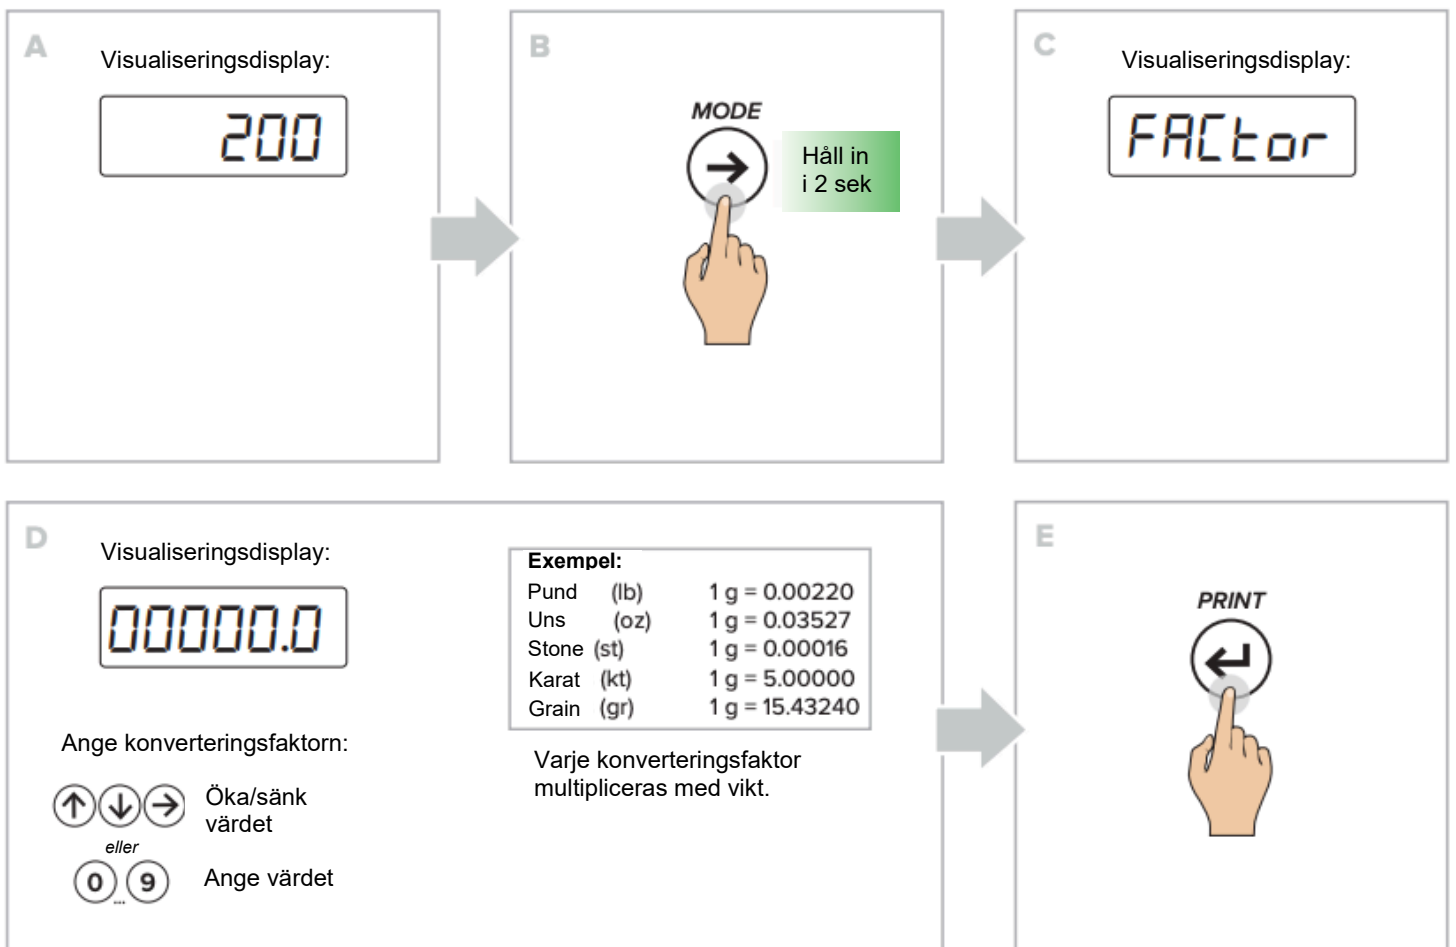 A
Visualiseringsdisplay:
200
B
MODE
Håll in
i 2 sek
C
Visualiseringsdisplay:
FACtor
D
Visualiseringsdisplay:
00000.0
Ange konverteringsfaktorn:
Öka/sänk
värdet
eller
0 ... 9
Ange värdet
Exempel:
Pund (lb) 1 g = 0.00220
Uns (oz) 1 g = 0.03527
Stone (st) 1 g = 0.00016
Karat (kt) 1 g = 5.00000
Grain (gr) 1 g = 15.43240
Varje konverteringsfaktor
multipliceras med vikt.
E
PRINT